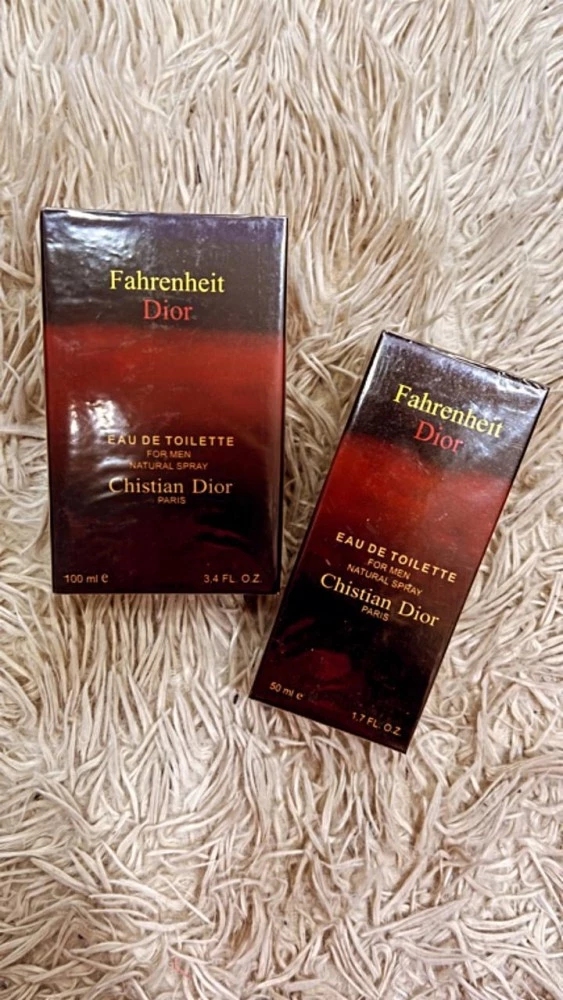 Fahrenheit
Dior
EAU DE TOILETTE
FOR MEN
NATURAL SPRAY
Chistian Dior
PARIS
100 ml e
3,4 FL. O.Z.
Fahrenheit
Dior
EAU DE TOILETTE
FOR MEN
NATURAL SPRAY
Chistian Dior
PARIS
50 ml e
1.7 FL. O.Z.